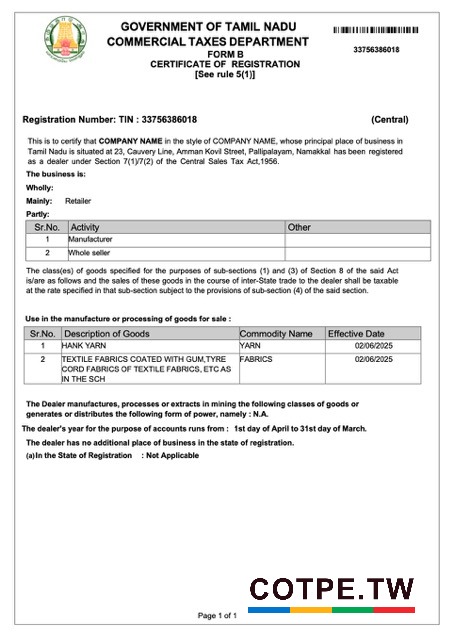 GOVERNMENT OF TAMIL NADU
COMMERCIAL TAXES DEPARTMENT
FORM B
CERTIFICATE OF REGISTRATION
[See rule 5(1)]
33756386018
Registration Number: TIN : 33756386018 (Central)
This is to certify that COMPANY NAME in the style of COMPANY NAME, whose principal place of business in
Tamil Nadu is situated at 23, Cauvery Line, Amman Kovil Street, Pallipalayam, Namakkal has been registered
as a dealer under Section 7(1)/7(2) of the Central Sales Tax Act,1956.
The business is:
Wholly:
Mainly: Retailer
Partly:
Sr.No. Activity Other
1 Manufacturer
2 Whole seller
The class(es) of goods specified for the purposes of sub-sections (1) and (3) of Section 8 of the said Act
is/are as follows and the sales of these goods in the course of inter-State trade to the dealer shall be taxable
at the rate specified in that sub-section subject to the provisions of sub-section (4) of the said section.
Use in the manufacture or processing of goods for sale :
Sr.No. Description of Goods Commodity Name Effective Date
1 HANK YARN YARN 02/06/2025
2 TEXTILE FABRICS COATED WITH GUM,TYRE FABRICS 02/06/2025
CORD FABRICS OF TEXTILE FABRICS, ETC AS
IN THE SCH
The Dealer manufactures, processes or extracts in mining the following classes of goods or
generates or distributes the following form of power, namely : N.A.
The dealer's year for the purpose of accounts runs from : 1st day of April to 31st day of March.
The dealer has no additional place of business in the state of registration.
(a)In the State of Registration : Not Applicable
COTPE.TW
Page 1 of 1